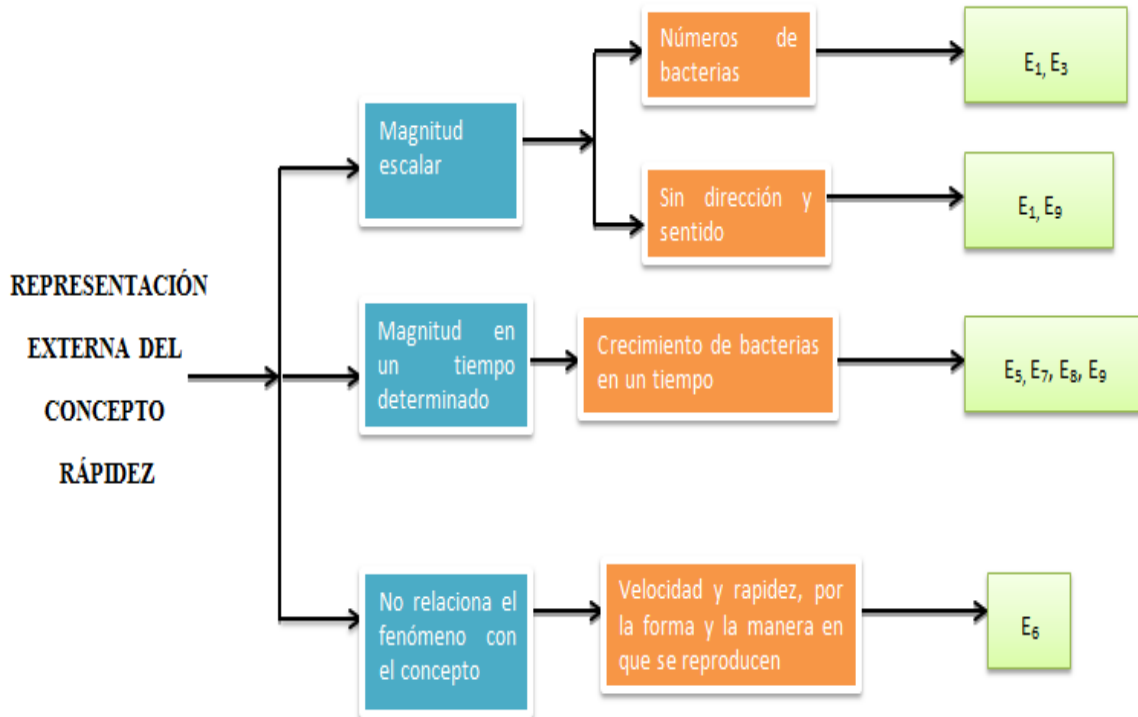 REPRESENTACIÓN
EXTERNA DEL
CONCEPTO
RÁPIDEZ
Magnitud
escalar
Números de
bacterias
E₁, E₃
Sin dirección y
sentido
E₁, E₉
Magnitud en
un tiempo
determinado
Crecimiento de bacterias
en un tiempo
E₅, E₇, E₈, E₉
No relaciona el
fenómeno con
el concepto
Velocidad y rapidez, por
la forma y la manera en
que se reproducen
E₆